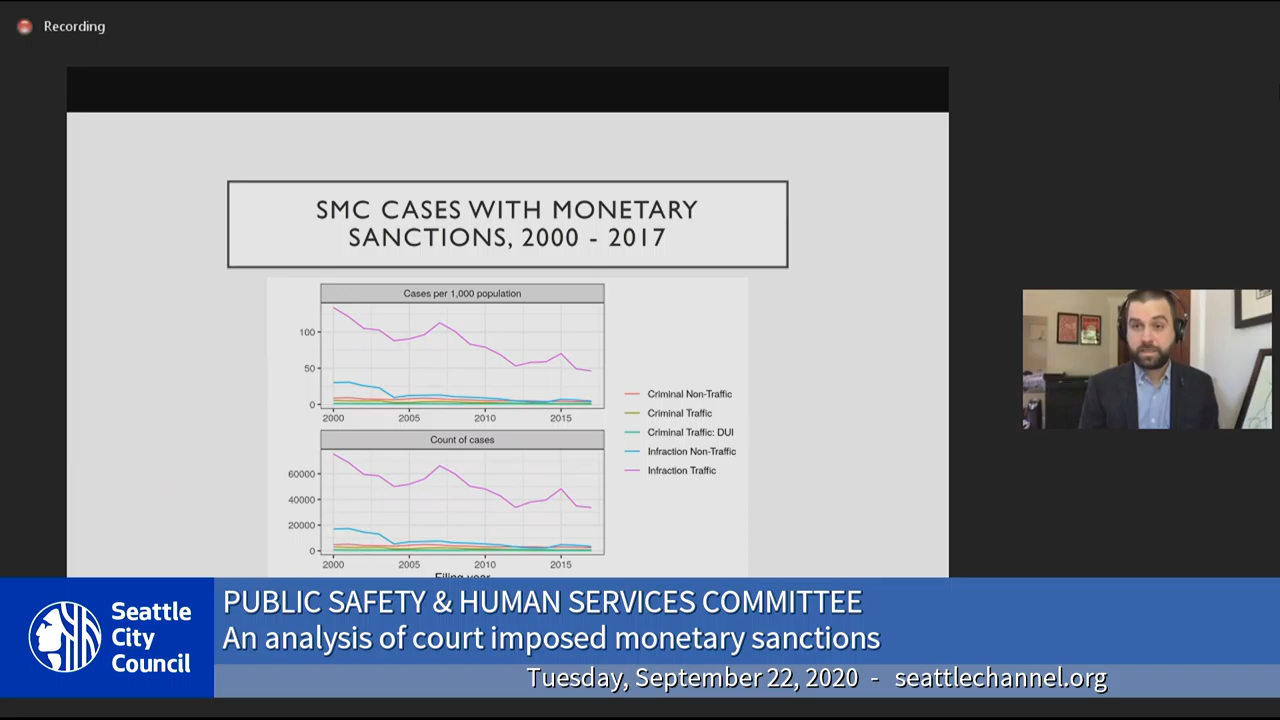 Recording
SMC CASES WITH MONETARY
SANCTIONS, 2000 - 2017
Cases per 1,000 population
100
50
0
2000 2005 2010 2015
Count of cases
60000
40000
20000
0
2000 2005 2010 2015
Filing year
Criminal Non-Traffic
Criminal Traffic
Criminal Traffic: DUI
Infraction Non-Traffic
Infraction Traffic
Seattle
City
Council
PUBLIC SAFETY & HUMAN SERVICES COMMITTEE
An analysis of court imposed monetary sanctions
Tuesday, September 22, 2020 - seattlechannel.org